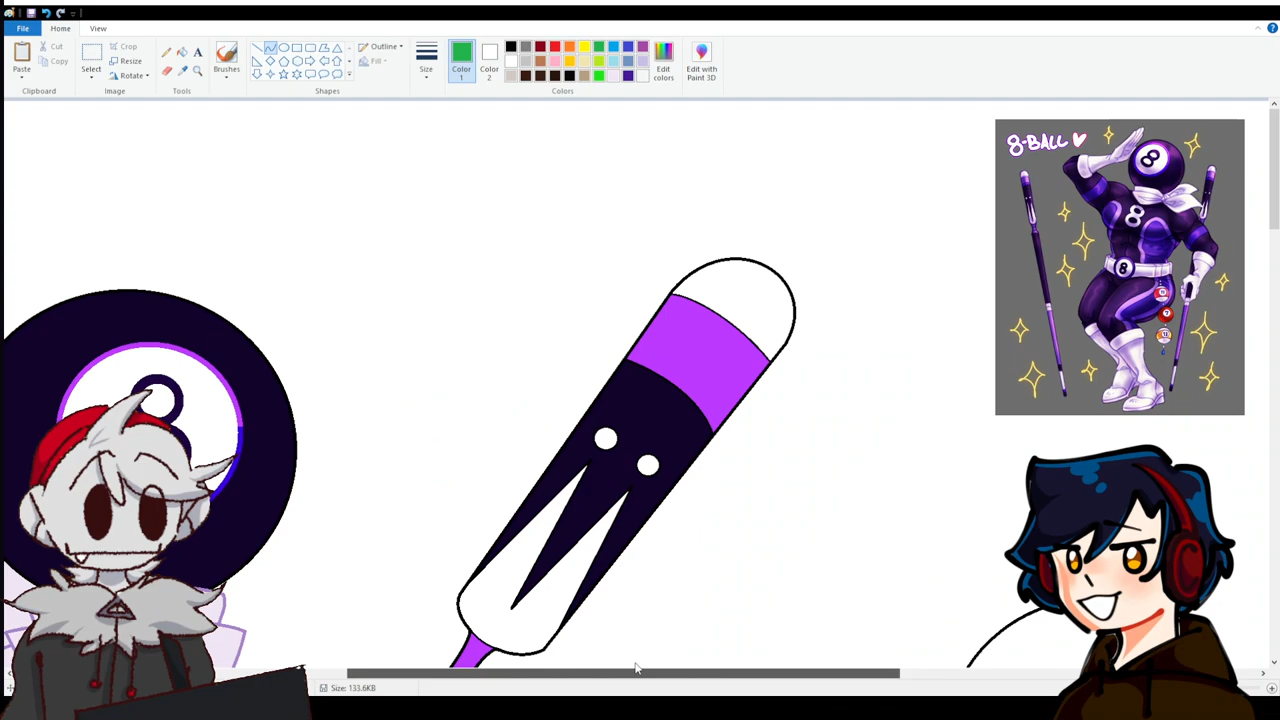 File Home View
Paste
Cut
Copy
Clipboard
Select
Crop
Resize
Rotate
Image
A
Tools
Brushes
Outline
Fill
Shapes
Size
Color
1
Color
2
Edit
colors
Edit with
Paint 3D
Colors
8-BALL
8
8
8
Size: 133.6KB